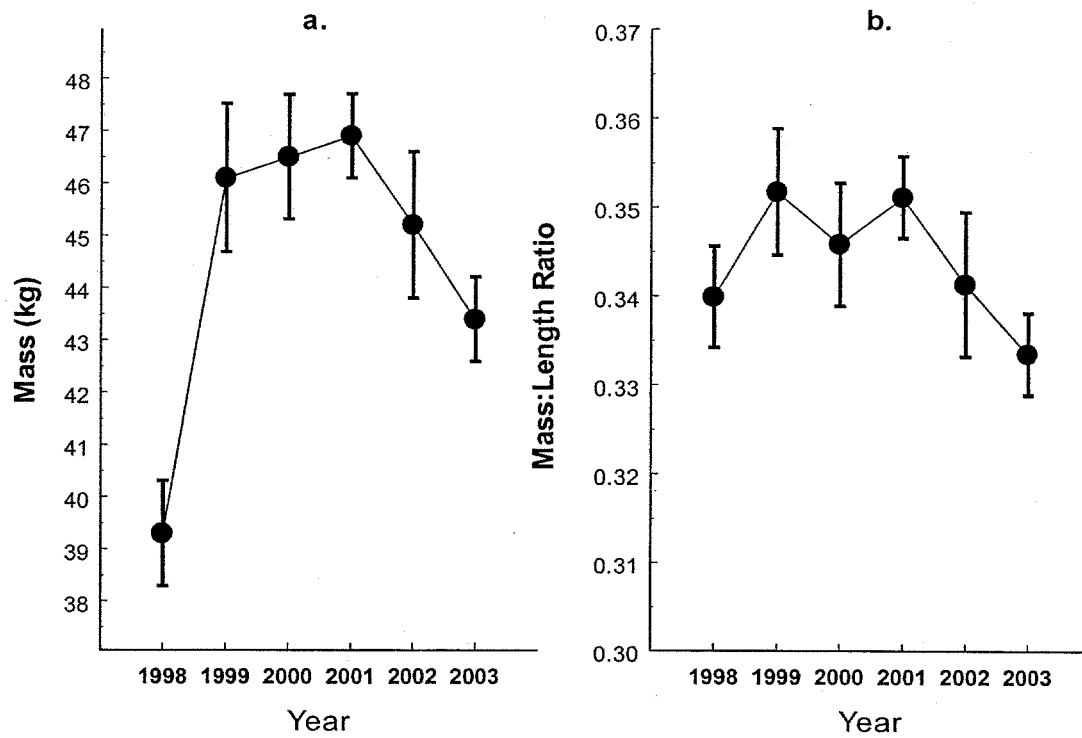 a.
Mass (kg)
48
47
46
45
44
43
42
41
40
39
38
1998 1999 2000 2001 2002 2003
Year
b.
Mass:Length Ratio
0.37
0.36
0.35
0.34
0.33
0.32
0.31
0.30
1998 1999 2000 2001 2002 2003
Year